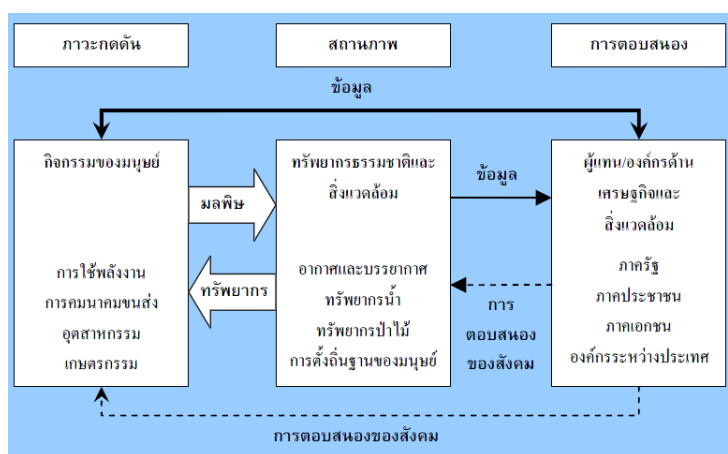 ภาวะกดดัน
สถานภาพ
การตอบสนอง
ข้อมูล
กิจกรรมของมนุษย์
การใช้พลังงาน
การคมนาคมขนส่ง
อุตสาหกรรม
เกษตรกรรม
มลพิษ
ทรัพยากร
ทรัพยากรธรรมชาติและ
สิ่งแวดล้อม
อากาศและบรรยากาศ
ทรัพยากรน้ำ
ทรัพยากรป่าไม้
การตั้งถิ่นฐานของมนุษย์
ข้อมูล
การ
ตอบสนอง
ของสังคม
ผู้แทน/องค์กรด้าน
เศรษฐกิจและ
สิ่งแวดล้อม
ภาครัฐ
ภาคประชาชน
ภาคเอกชน
องค์กรระหว่างประเทศ
การตอบสนองของสังคม